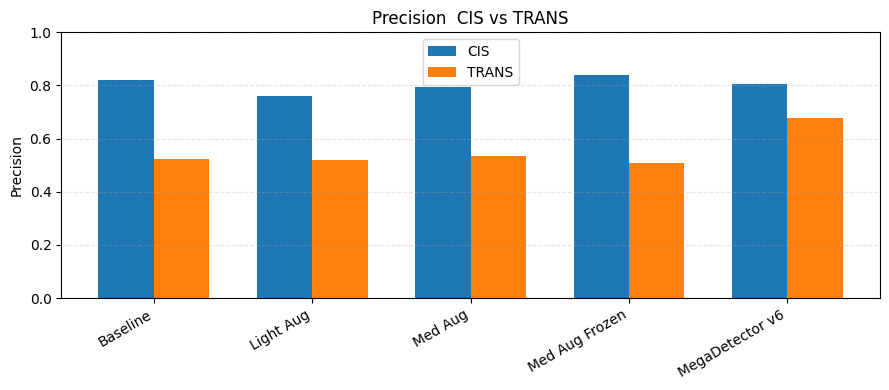 Precision  CIS vs TRANS
CIS
TRANS
Precision
1.0
0.8
0.6
0.4
0.2
0.0
Baseline
Light Aug
Med Aug
Med Aug Frozen
MegaDetector v6